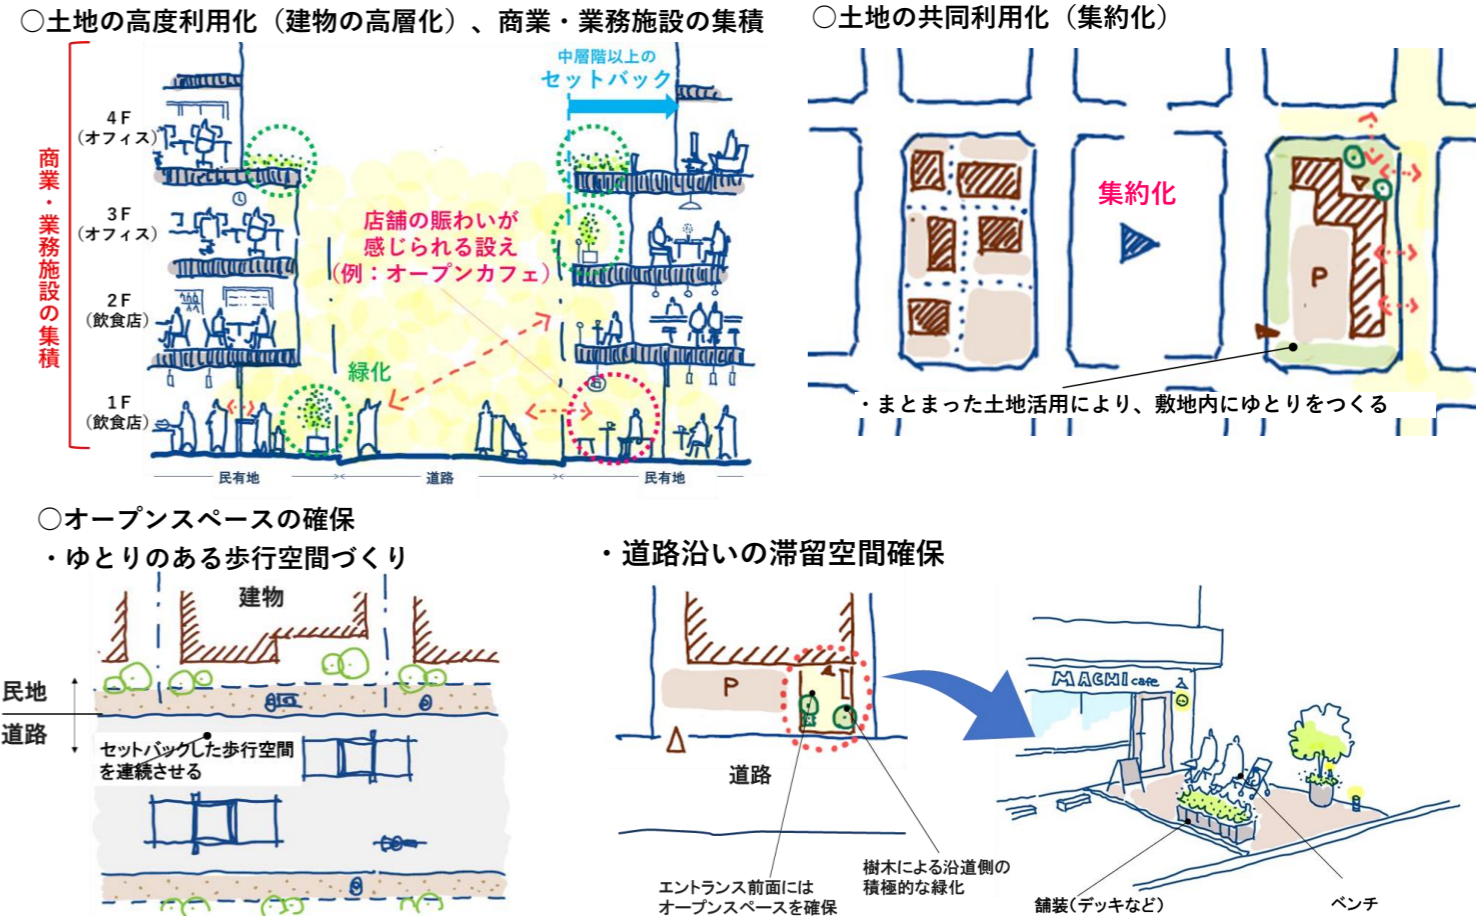 ○土地の高度利用化（建物の高層化）、商業・業務施設の集積
中層階以上の
セットバック
4F
（オフィス）
3F
（オフィス）
2F
（飲食店）
1F
（飲食店）
商業・業務施設の集積
店舗の賑わいが
感じられる設え
（例：オープンカフェ）
緑化
民有地
道路
民有地
○土地の共同利用化（集約化）
集約化
P
・まとまった土地活用により、敷地内にゆとりをつくる
○オープンスペースの確保
・ゆとりのある歩行空間づくり
建物
民地
道路
セットバックした歩行空間
を連続させる
・道路沿いの滞留空間確保
P
道路
エントランス前面には
オープンスペースを確保
樹木による沿道側の
積極的な緑化
MACHI cafe
舗装（デッキなど）
ベンチ